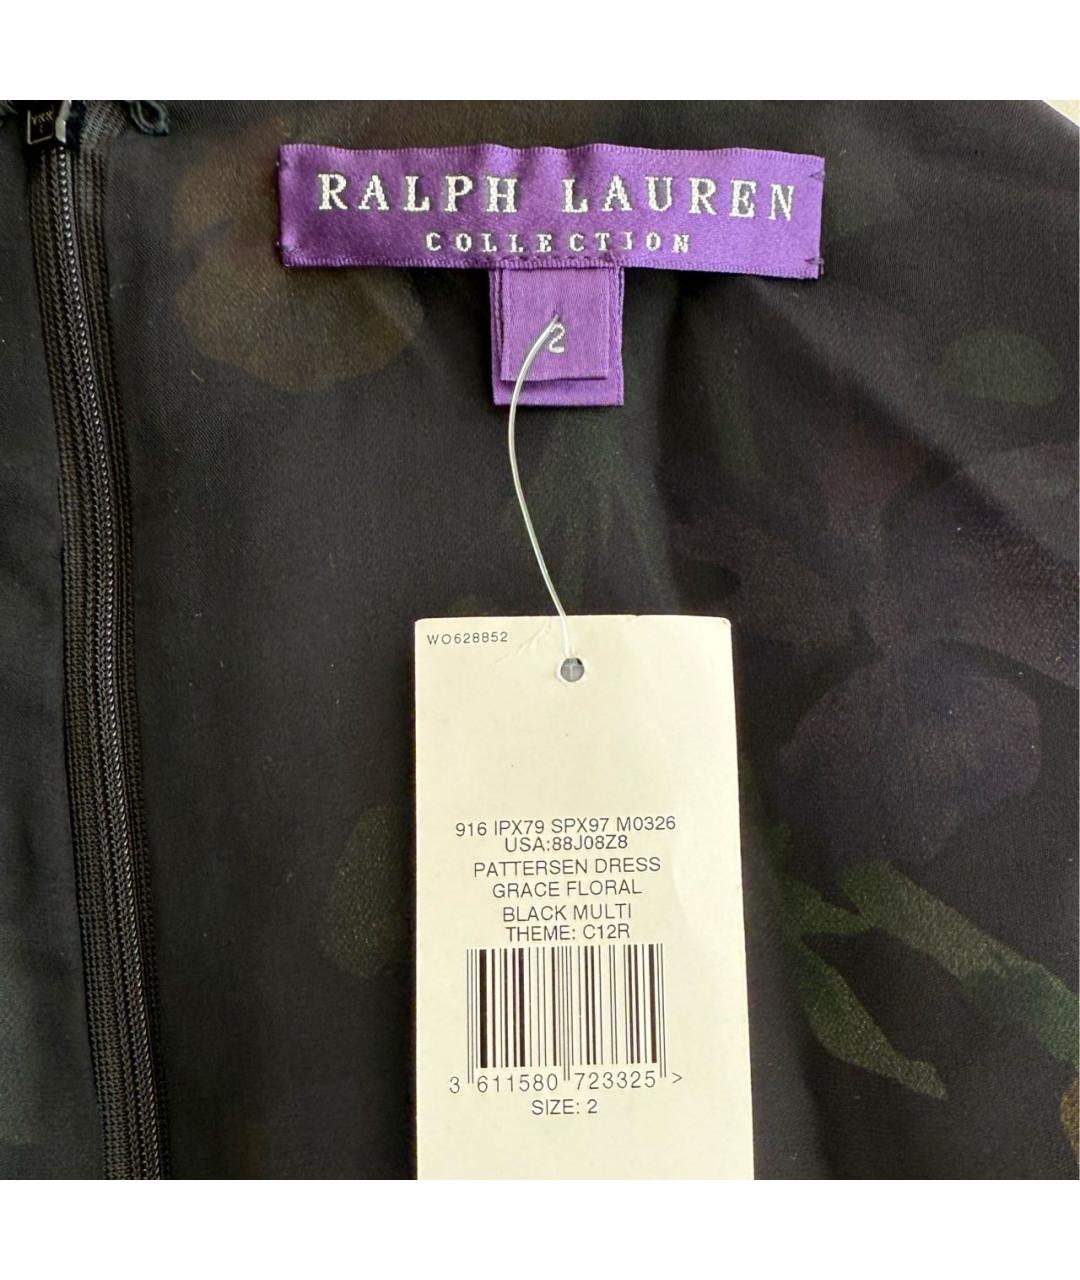 RALPH LAUREN
COLLECTION
2
WO628852
916 IPX79 SPX97 M0326
USA:88J08Z8
PATTERSEN DRESS
GRACE FLORAL
BLACK MULTI
THEME: C12R
3 611580 723325 >
SIZE: 2